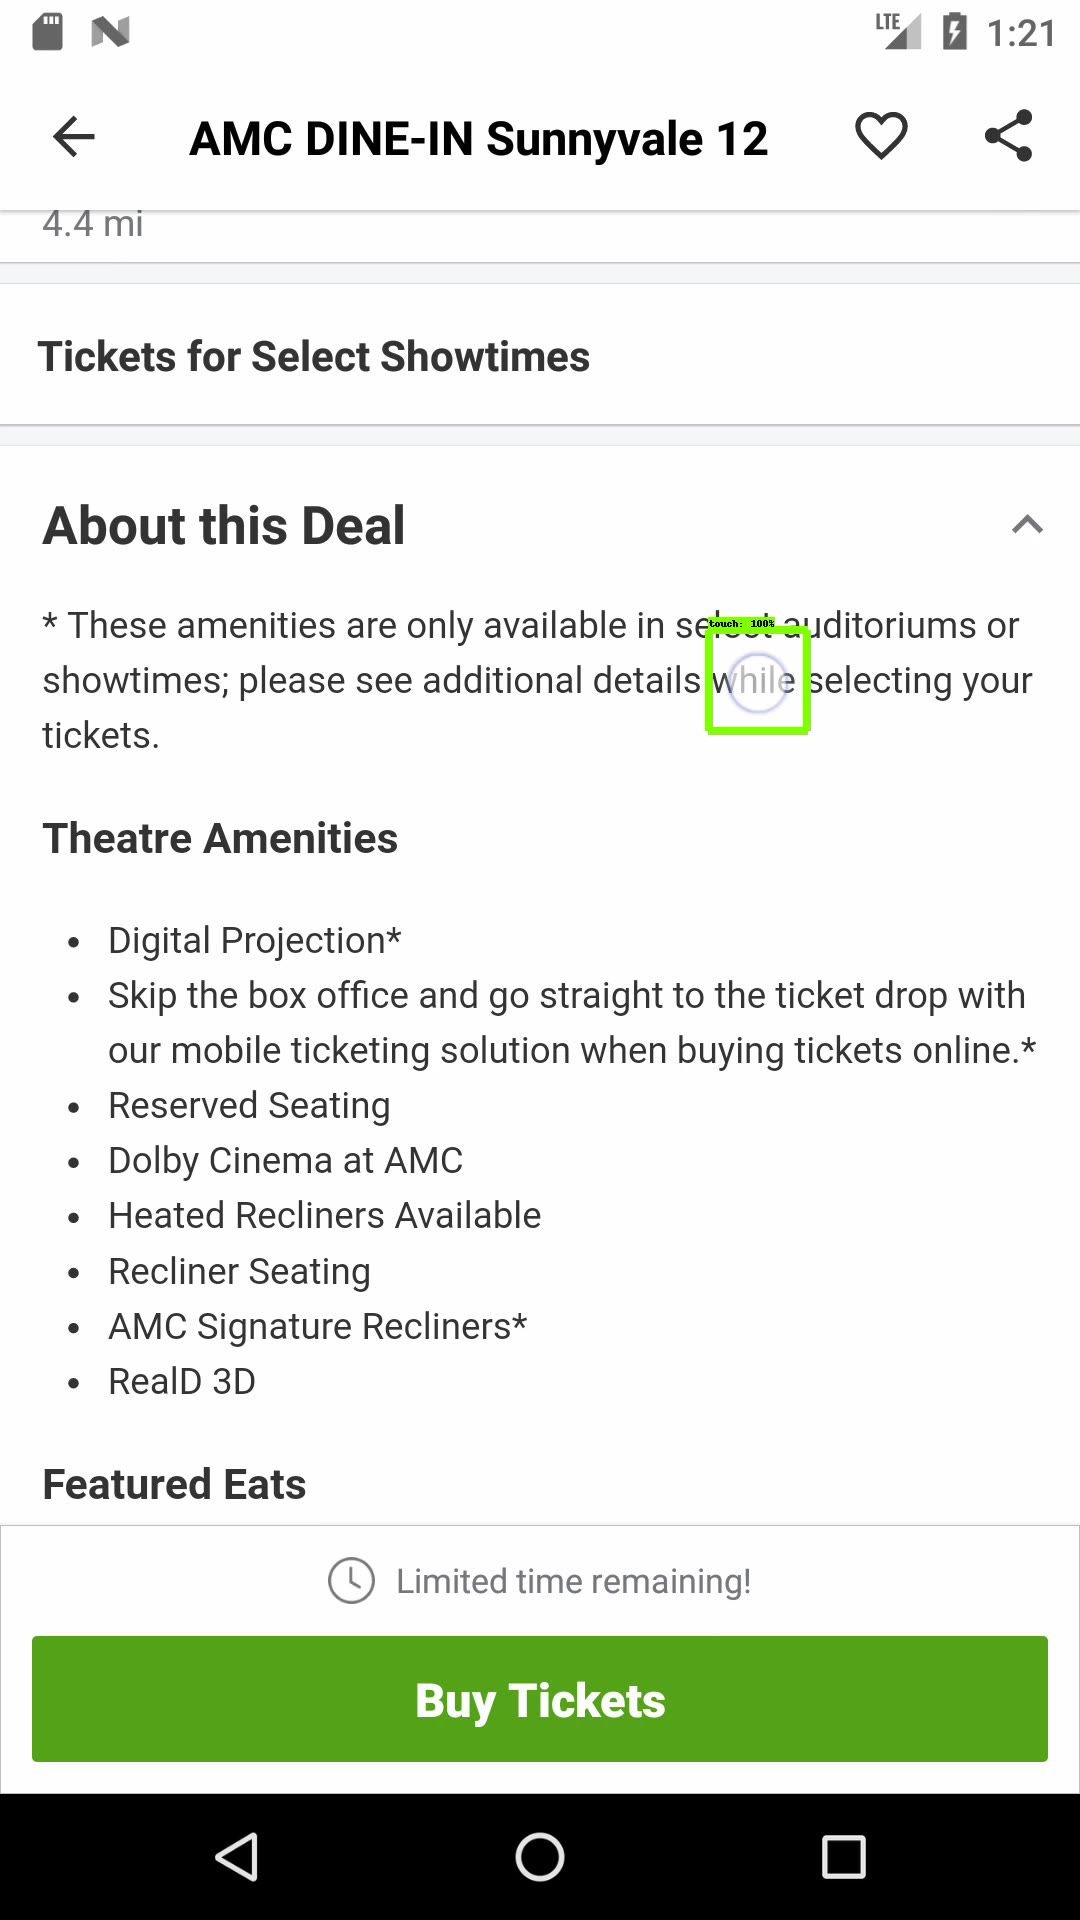 LTE 1:21
AMC DINE-IN Sunnyvale 12
4.4 mi
Tickets for Select Showtimes
About this Deal
* These amenities are only available in select auditoriums or
touch: 100%
showtimes; please see additional details while selecting your
tickets.
Theatre Amenities
• Digital Projection*
• Skip the box office and go straight to the ticket drop with
our mobile ticketing solution when buying tickets online.*
• Reserved Seating
• Dolby Cinema at AMC
• Heated Recliners Available
• Recliner Seating
• AMC Signature Recliners*
• RealD 3D
Featured Eats
Limited time remaining!
Buy Tickets